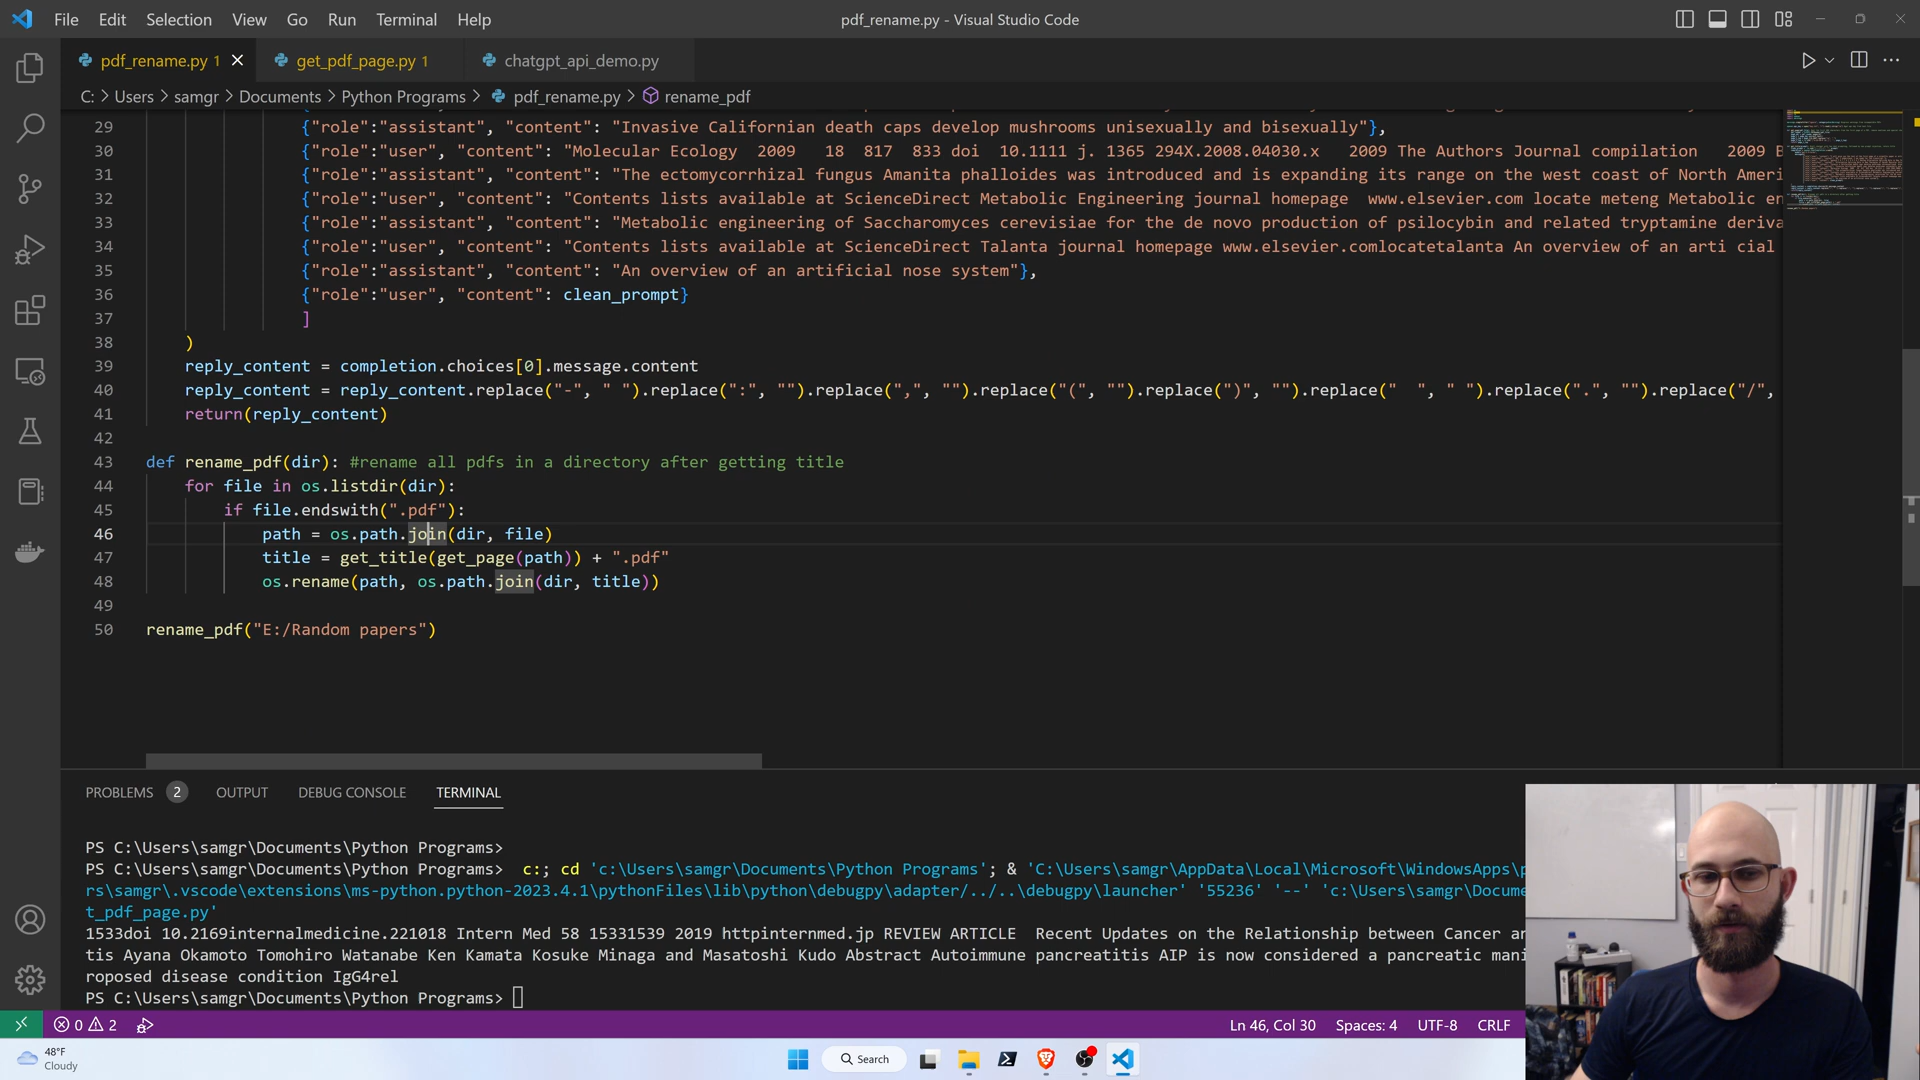 File Edit Selection View Go Run Terminal Help
pdf_rename.py - Visual Studio Code
pdf_rename.py 1
get_pdf_page.py 1
chatgpt_api_demo.py
C: > Users > samgr > Documents > Python Programs > pdf_rename.py > rename_pdf
29 {"role":"assistant", "content": "Invasive Californian death caps develop mushrooms unisexually and bisexually"},
30 {"role":"user", "content": "Molecular Ecology  2009   18  817  833 doi  10.1111 j. 1365 294X.2008.04030.x   2009 The Authors Journal compilation   2009 B
31 {"role":"assistant", "content": "The ectomycorrhizal fungus Amanita phalloides was introduced and is expanding its range on the west coast of North Ameri
32 {"role":"user", "content": "Contents lists available at ScienceDirect Metabolic Engineering journal homepage  www.elsevier.com locate meteng Metabolic en
33 {"role":"assistant", "content": "Metabolic engineering of Saccharomyces cerevisiae for the de novo production of psilocybin and related tryptamine deriva
34 {"role":"user", "content": "Contents lists available at ScienceDirect Talanta journal homepage www.elsevier.comlocatetalanta An overview of an arti cial
35 {"role":"assistant", "content": "An overview of an artificial nose system"},
36 {"role":"user", "content": clean_prompt}
37 ]
38 )
39 reply_content = completion.choices[0].message.content
40 reply_content = reply_content.replace("-", " ").replace(":", "").replace(",", "").replace("(", "").replace(")", "").replace("  ", " ").replace(".", "").replace("/",
41 return(reply_content)
42
43 def rename_pdf(dir): #rename all pdfs in a directory after getting title
44 for file in os.listdir(dir):
45 if file.endswith(".pdf"):
46 path = os.path.join(dir, file)
47 title = get_title(get_page(path)) + ".pdf"
48 os.rename(path, os.path.join(dir, title))
49
50 rename_pdf("E:/Random papers")
PROBLEMS 2 OUTPUT DEBUG CONSOLE TERMINAL
PS C:\Users\samgr\Documents\Python Programs>
PS C:\Users\samgr\Documents\Python Programs>  c:; cd 'c:\Users\samgr\Documents\Python Programs'; & 'C:\Users\samgr\AppData\Local\Microsoft\WindowsApps\p
rs\samgr\.vscode\extensions\ms-python.python-2023.4.1\pythonFiles\lib\python\debugpy\adapter/../..\debugpy\launcher' '55236' '--' 'c:\Users\samgr\Docume
t_pdf_page.py'
1533doi 10.2169internalmedicine.221018 Intern Med 58 15331539 2019 httpinternmed.jp REVIEW ARTICLE  Recent Updates on the Relationship between Cancer an
tis Ayana Okamoto Tomohiro Watanabe Ken Kamata Kosuke Minaga and Masatoshi Kudo Abstract Autoimmune pancreatitis AIP is now considered a pancreatic mani
roposed disease condition IgG4rel
PS C:\Users\samgr\Documents\Python Programs>
0 2
Ln 46, Col 30 Spaces: 4 UTF-8 CRLF
48°F
Cloudy
Search